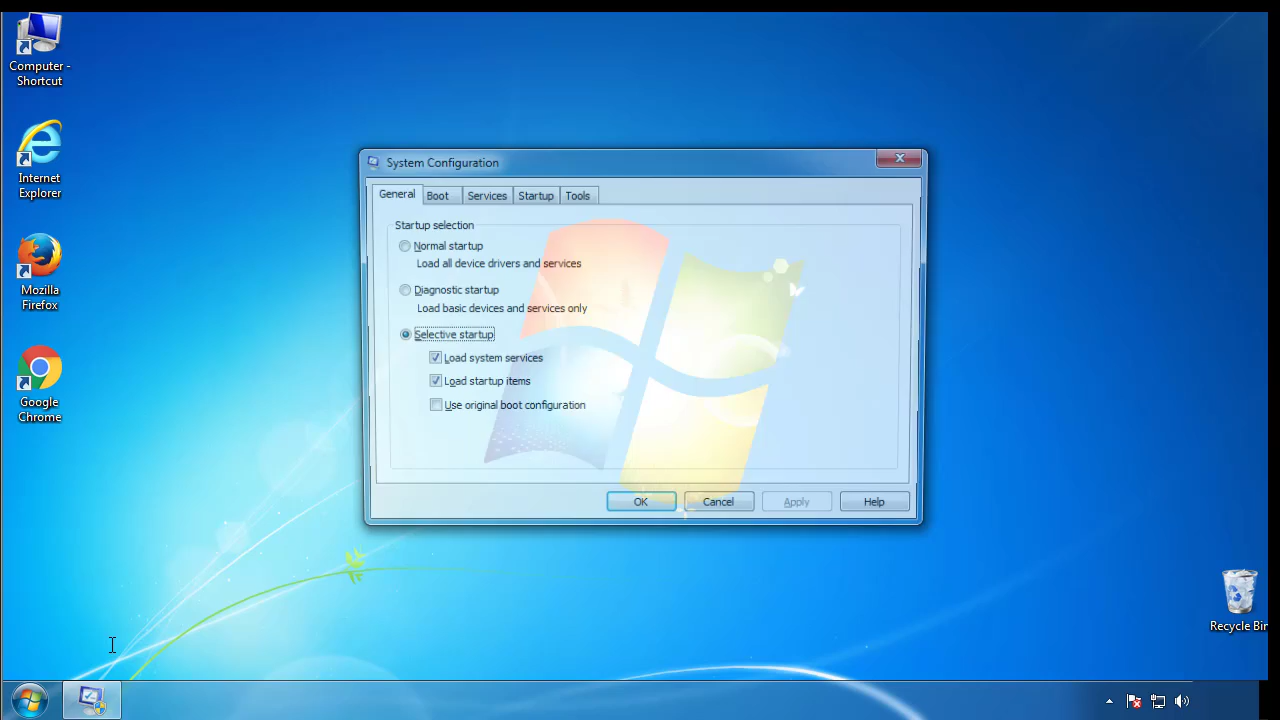 Computer -
Shortcut
Internet
Explorer
Mozilla
Firefox
Google
Chrome
System Configuration
General
Boot
Services
Startup
Tools
Startup selection
Normal startup
Load all device drivers and services
Diagnostic startup
Load basic devices and services only
Selective startup
Load system services
Load startup items
Use original boot configuration
OK
Cancel
Apply
Help
Recycle Bin